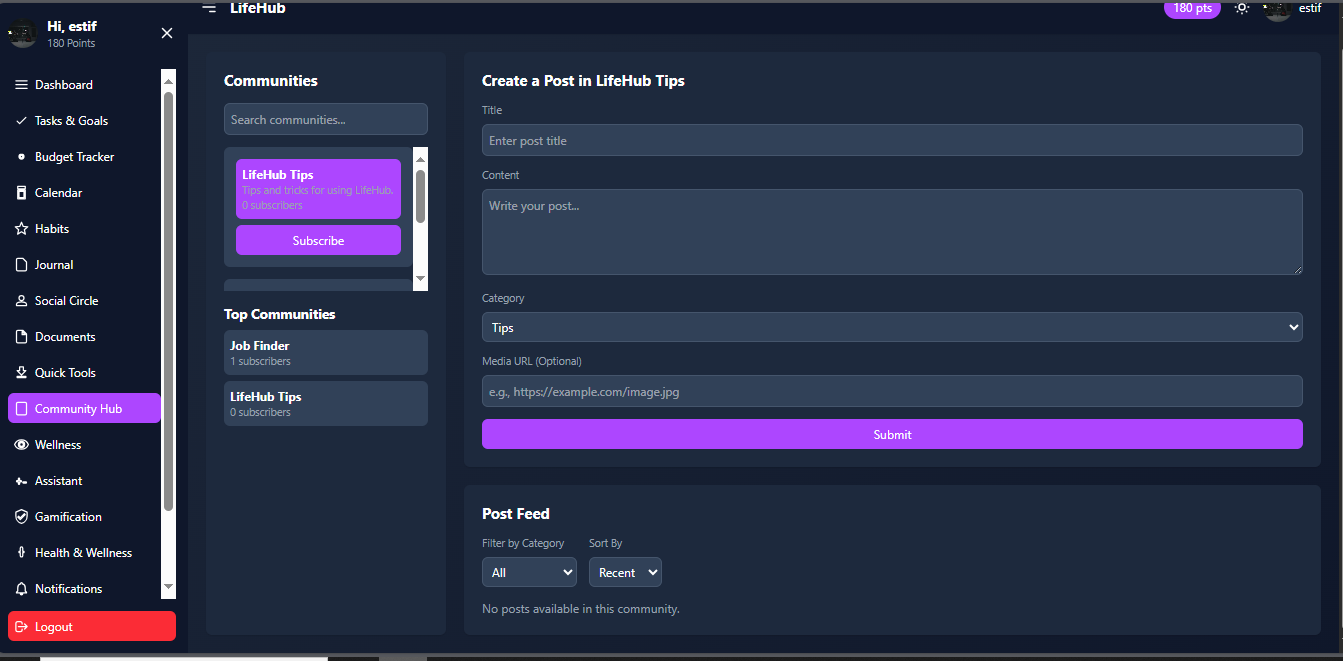 Hi, estif
180 Points
Dashboard
Tasks & Goals
Budget Tracker
Calendar
Habits
Journal
Social Circle
Documents
Quick Tools
Community Hub
Wellness
Assistant
Gamification
Health & Wellness
Notifications
Logout
LifeHub
180 pts
estif
Communities
Search communities...
LifeHub Tips
Tips and tricks for using LifeHub.
0 subscribers
Subscribe
Top Communities
Job Finder
1 subscribers
LifeHub Tips
0 subscribers
Create a Post in LifeHub Tips
Title
Enter post title
Content
Write your post...
Category
Tips
Media URL (Optional)
e.g., https://example.com/image.jpg
Submit
Post Feed
Filter by Category
Sort By
All
Recent
No posts available in this community.